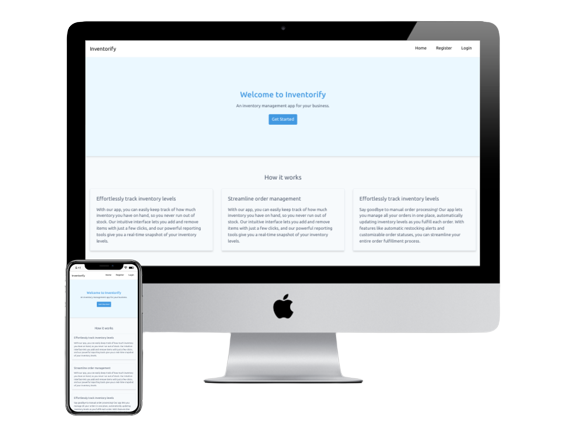 Inventorify
Home Register Login
Welcome to Inventorify
An inventory management app for your business.
Get Started
How it works
Effortlessly track inventory levels
With our app, you can easily keep track of how much
inventory you have on hand, so you never run out of
stock. Our intuitive interface lets you add and remove
items with just a few clicks, and our powerful reporting
tools give you a real-time snapshot of your inventory
levels.
Streamline order management
With our app, you can easily keep track of how much
inventory you have on hand, so you never run out of
stock. Our intuitive interface lets you add and remove
items with just a few clicks, and our powerful reporting
tools give you a real-time snapshot of your inventory
levels.
Effortlessly track inventory levels
Say goodbye to manual order processing! Our app lets
you manage all your orders in one place, automatically
updating inventory levels as you fulfill each order. With
features like automatic restocking alerts and
customizable order statuses, you can streamline your
entire order fulfillment process.
Welcome to Inventorify
How it works
Effortlessly track inventory levels
Streamline order management
Effortlessly track inventory levels